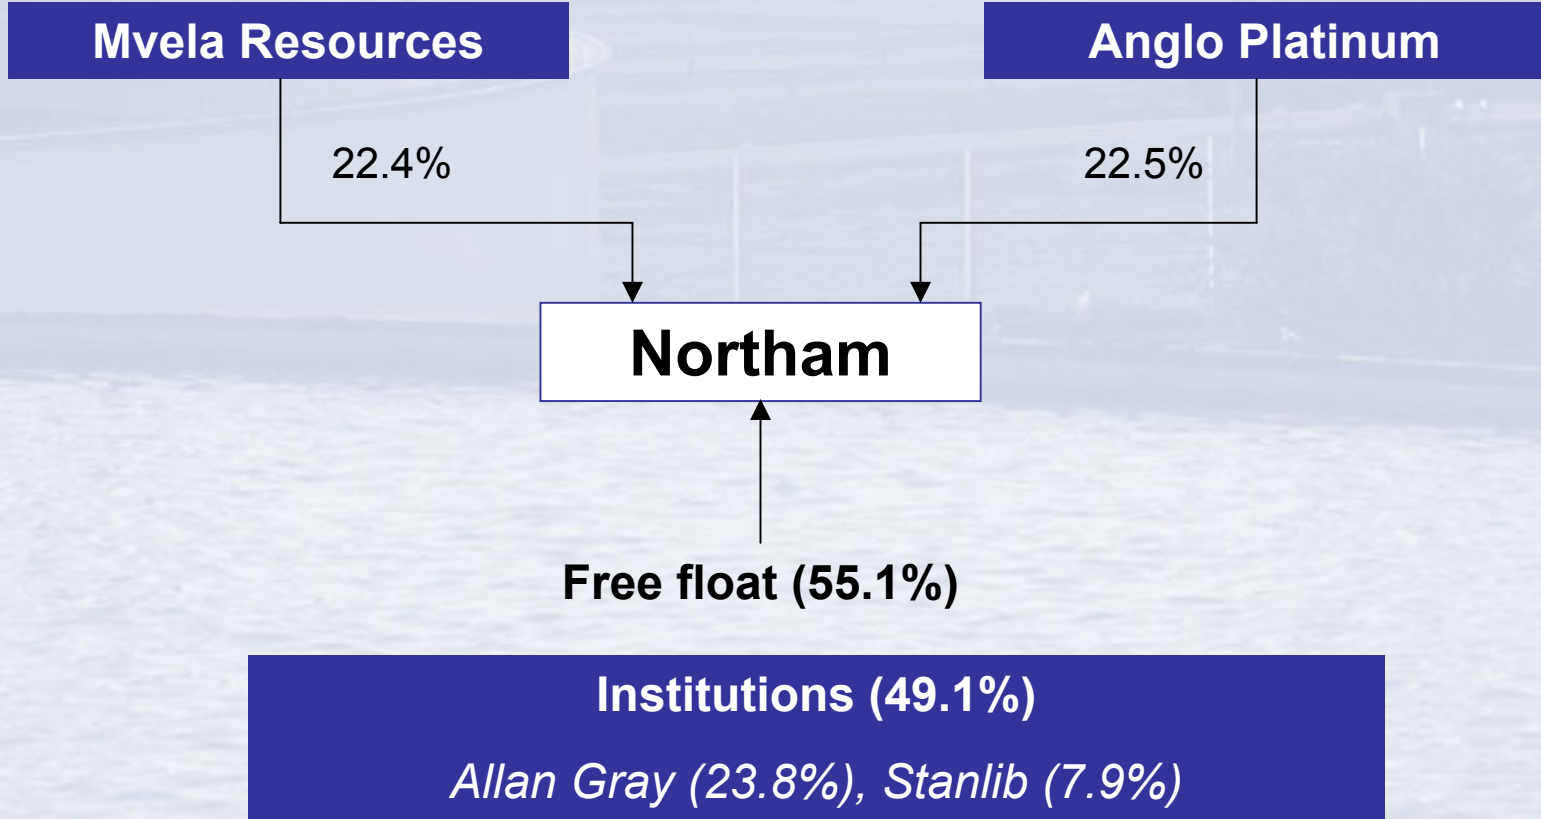 Mvela Resources
Anglo Platinum
22.4%
22.5%
Northam
Free float (55.1%)
Institutions (49.1%)
Allan Gray (23.8%), Stanlib (7.9%)